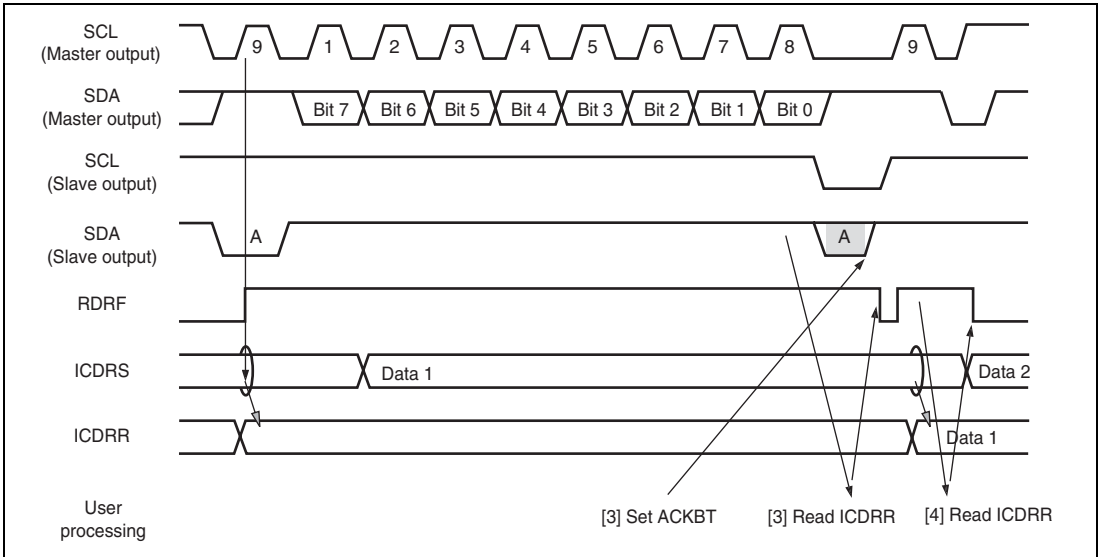 SCL
(Master output)
9 1 2 3 4 5 6 7 8 9
SDA
(Master output)
Bit 7 Bit 6 Bit 5 Bit 4 Bit 3 Bit 2 Bit 1 Bit 0
SCL
(Slave output)
SDA
(Slave output)
A A
RDRF
ICDRS
Data 1 Data 2
ICDRR
Data 1
User
processing
[3] Set ACKBT [3] Read ICDRR [4] Read ICDRR